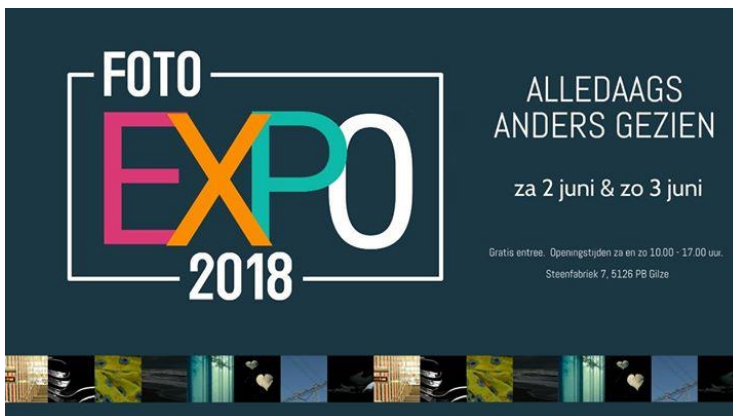 FOTO
EXPO
2018
ALLEDAAGS
ANDERS GEZIEN
za 2 juni & zo 3 juni
Gratis entree. Openingstijden za en zo 10.00 - 17.00 uur.
Steenfabriek 7, 5126 PB Gilze